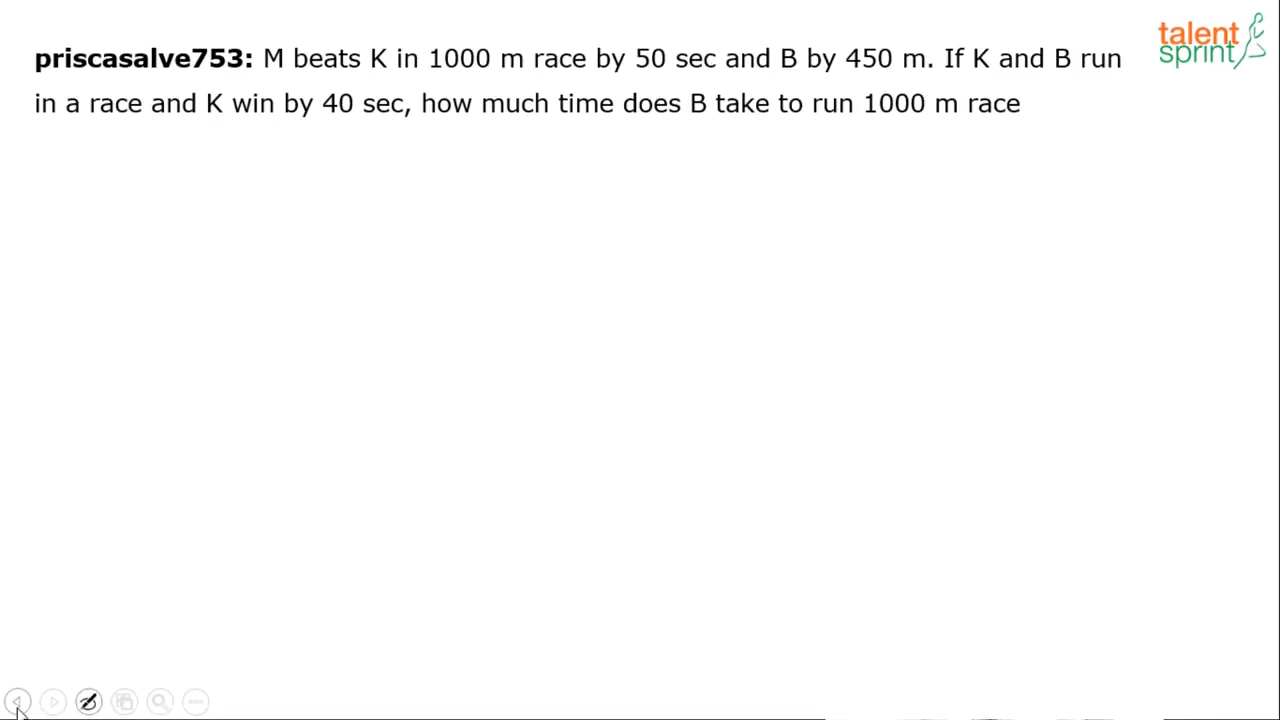 talent
sprint
priscasalve753: M beats K in 1000 m race by 50 sec and B by 450 m. If K and B run
in a race and K win by 40 sec, how much time does B take to run 1000 m race